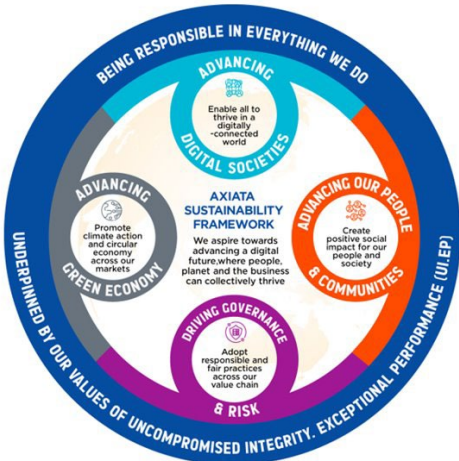 BEING RESPONSIBLE IN EVERYTHING WE DO
ADVANCING
DIGITAL SOCIETIES
Enable all to
thrive in a
digitally
-connected
world
ADVANCING
GREEN ECONOMY
Promote
climate action
and circular
economy
across our
markets
AXIATA
SUSTAINABILITY
FRAMEWORK
We aspire towards
advancing a digital
future,where people,
planet and the business
can collectively thrive
ADVANCING OUR PEOPLE
& COMMUNITIES
Create
positive social
impact for our
people and
society
DRIVING GOVERNANCE
& RISK
Adopt
responsible and
fair practices
across our
value chain
UNDERPINNED BY OUR VALUES OF UNCOMPROMISED INTEGRITY. EXCEPTIONAL PERFORMANCE (UI.EP)